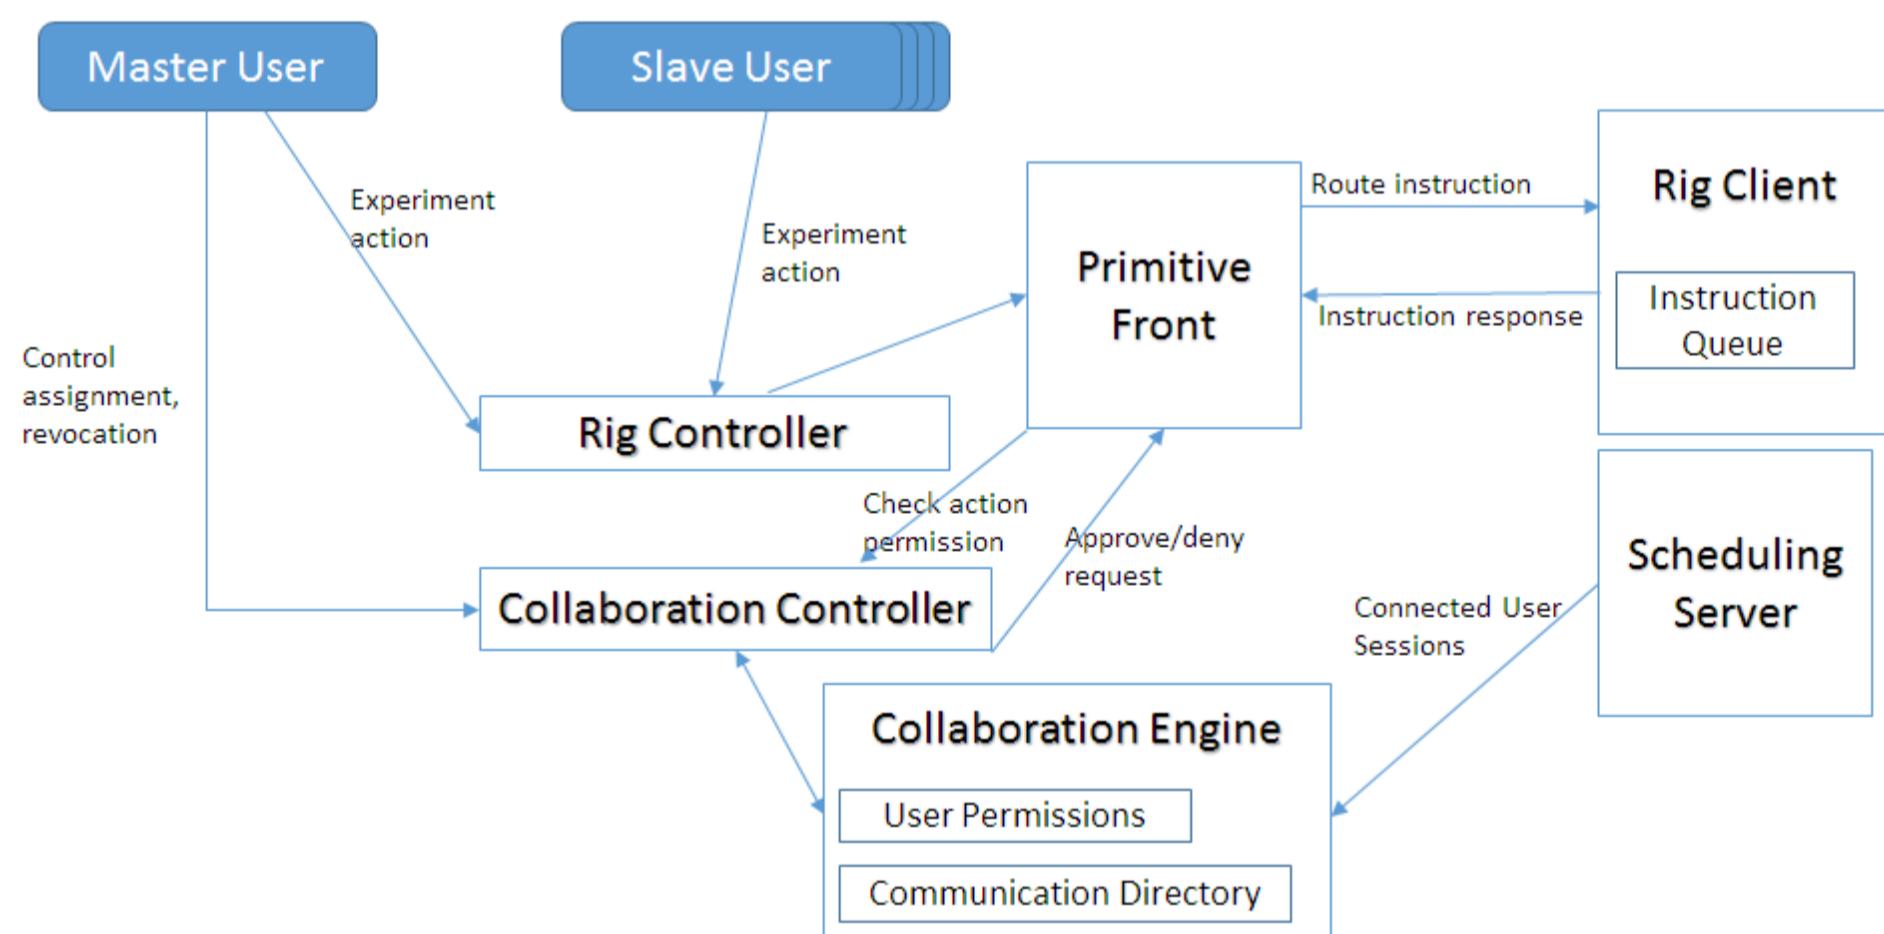 Master User
Slave User
Experiment
action
Experiment
action
Route instruction
Rig Client
Primitive
Front
Instruction
Queue
Instruction response
Control
assignment,
revocation
Rig Controller
Check action
permission
Approve/deny
request
Scheduling
Server
Collaboration Controller
Connected User
Sessions
Collaboration Engine
User Permissions
Communication Directory